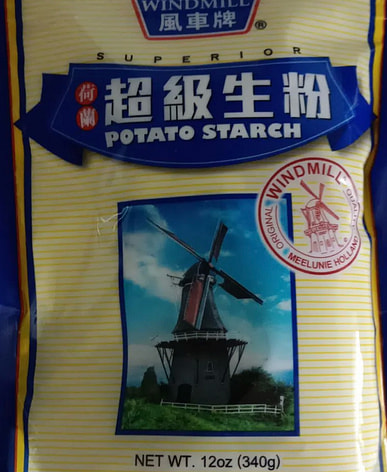 WINDMILL
風車牌®
SUPERIOR
荷蘭
超級生粉
POTATO STARCH
ORIGINAL WINDMILL QUALITY
MEELUNIE HOLLAND
NET WT. 12oz (340g)